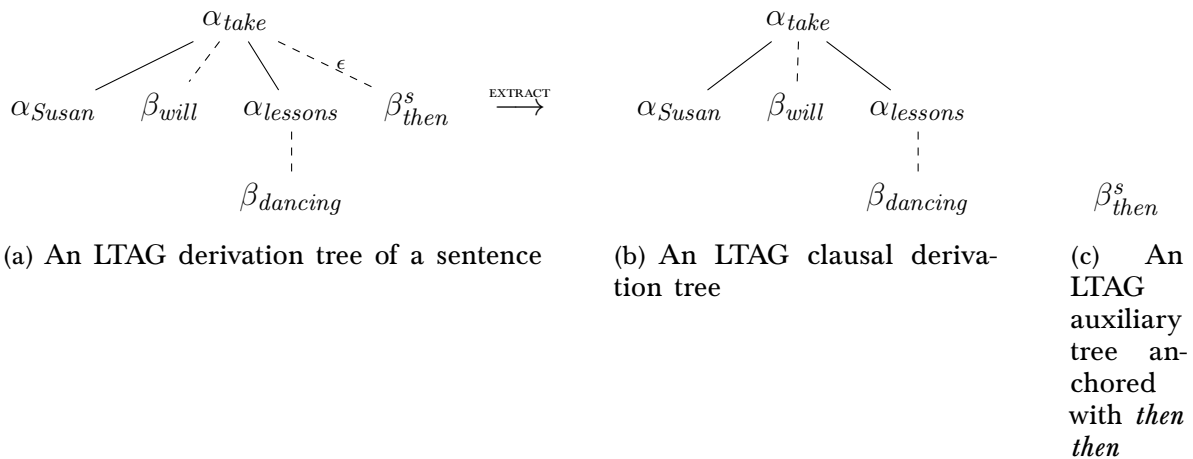 α_take α_take
ϵ
α_Susan β_will α_lessons β^s_then EXTRACT → α_Susan β_will α_lessons
β_dancing β_dancing β^s_then
(a) An LTAG derivation tree of a sentence
(b) An LTAG clausal deriva-
tion tree
(c) An
LTAG
auxiliary
tree an-
chored
with then
then